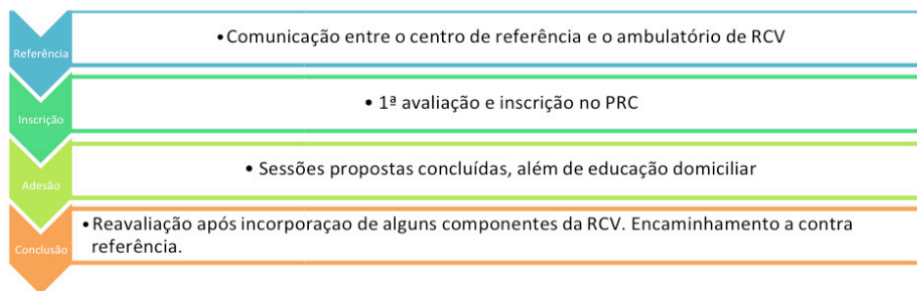 Referência
•Comunicação entre o centro de referência e o ambulatório de RCV
Inscrição
• 1ª avaliação e inscrição no PRC
Adesão
• Sessões propostas concluídas, além de educação domiciliar
Conclusão
•Reavaliação após incorporaçao de alguns componentes da RCV. Encaminhamento a contra
referência.